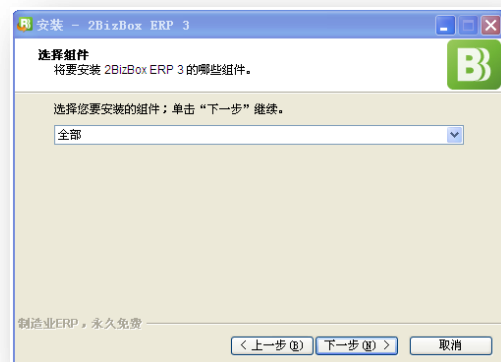 安装 - 2BizBox ERP 3
选择组件
将要安装 2BizBox ERP 3 的哪些组件。
选择您要安装的组件；单击“下一步”继续。
全部
制造业ERP，永久免费
< 上一步(B)
下一步(N) >
取消